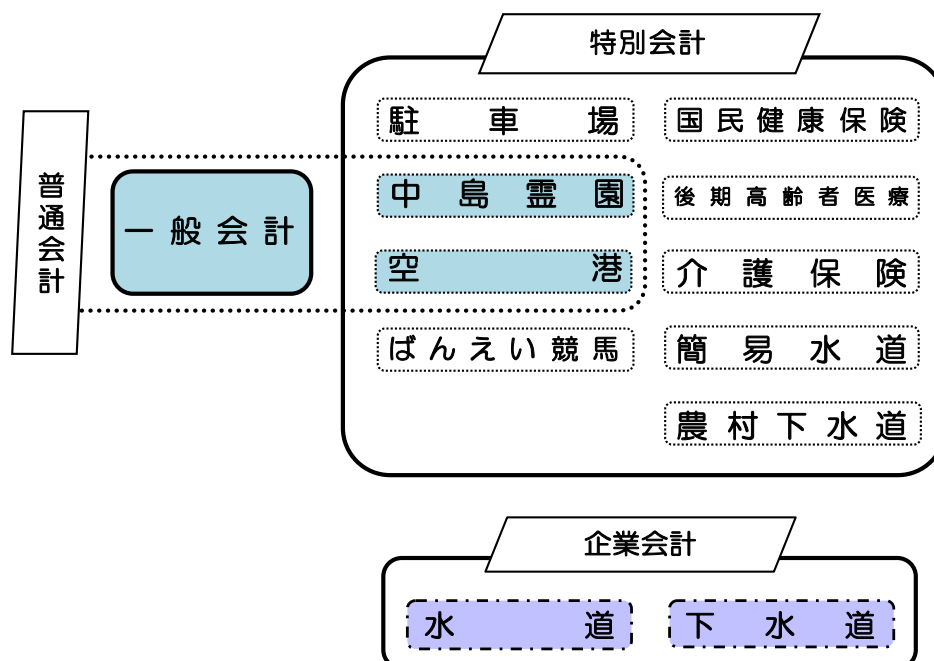 特別会計
駐車場
国民健康保険
普通会計
一般会計
中島霊園
後期高齢者医療
空港
介護保険
ばんえい競馬
簡易水道
農村下水道
企業会計
水道
下水道